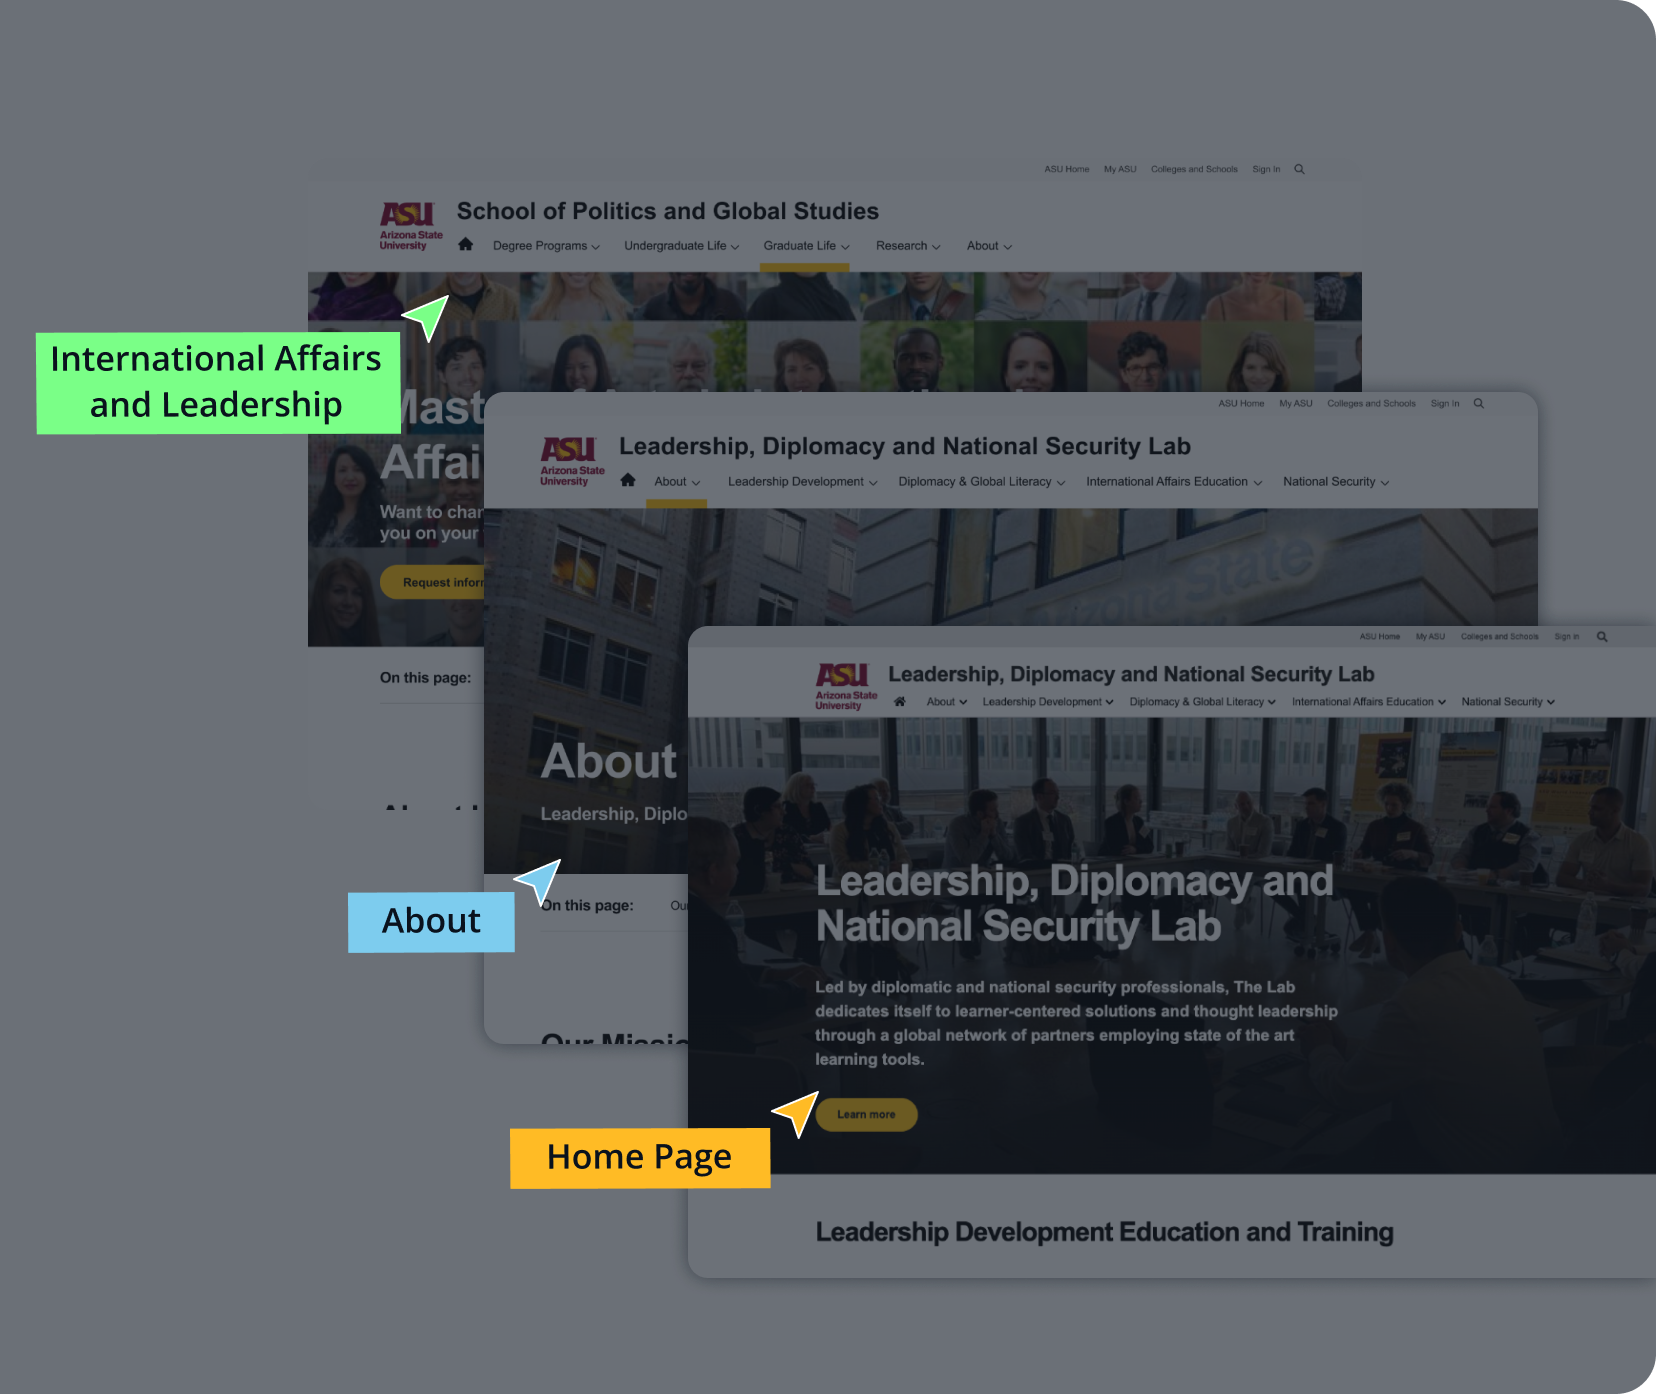 ASU Home My ASU Colleges and Schools Sign In
School of Politics and Global Studies
ASU
Arizona State
University
Degree Programs Undergraduate Life Graduate Life Research About
International Affairs
and Leadership
Affai
Want to char
you on your
Request inforr
On this page:
ASU Home My ASU Colleges and Schools Sign In
Leadership, Diplomacy and National Security Lab
ASU
Arizona State
University
About Leadership Development Diplomacy & Global Literacy International Affairs Education National Security
Arizona State
About
Leadership, Diplo
About
On this page: Ou
Our Missio
ASU Home My ASU Colleges and Schools Sign In
Leadership, Diplomacy and National Security Lab
ASU
Arizona State
University
About Leadership Development Diplomacy & Global Literacy International Affairs Education National Security
Leadership, Diplomacy and
National Security Lab
Led by diplomatic and national security professionals, The Lab
dedicates itself to learner-centered solutions and thought leadership
through a global network of partners employing state of the art
learning tools.
Learn more
Home Page
Leadership Development Education and Training